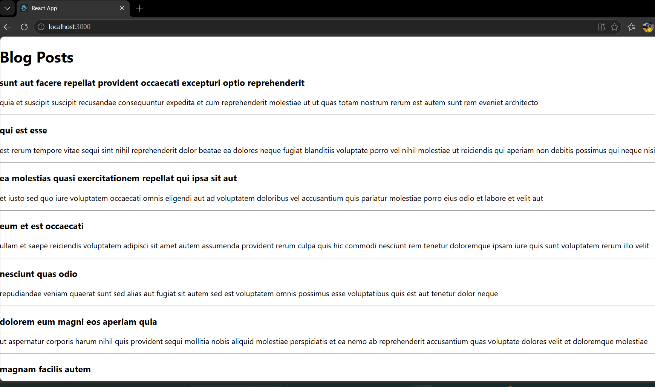 React App
localhost:3000
Blog Posts
sunt aut facere repellat provident occaecati excepturi optio reprehenderit
quia et suscipit suscipit recusandae consequuntur expedita et cum reprehenderit molestiae ut ut quas totam nostrum rerum est autem sunt rem eveniet architecto
qui est esse
est rerum tempore vitae sequi sint nihil reprehenderit dolor beatae ea dolores neque fugiat blanditiis voluptate porro vel nihil molestiae ut reiciendis qui aperiam non debitis possimus qui neque nisi
ea molestias quasi exercitationem repellat qui ipsa sit aut
et iusto sed quo iure voluptatem occaecati omnis eligendi aut ad voluptatem doloribus vel accusantium quis pariatur molestiae porro eius odio et labore et velit aut
eum et est occaecati
ullam et saepe reiciendis voluptatem adipisci sit amet autem assumenda provident rerum culpa quis hic commodi nesciunt rem tenetur doloremque ipsam iure quis sunt voluptatem rerum illo velit
nesciunt quas odio
repudiandae veniam quaerat sunt sed alias aut fugiat sit autem sed est voluptatem omnis possimus esse voluptatibus quis est aut tenetur dolor neque
dolorem eum magni eos aperiam quia
ut aspernatur corporis harum nihil quis provident sequi mollitia nobis aliquid molestiae perspiciatis et ea nemo ab reprehenderit accusantium quas voluptate dolores velit et doloremque molestiae
magnam facilis autem